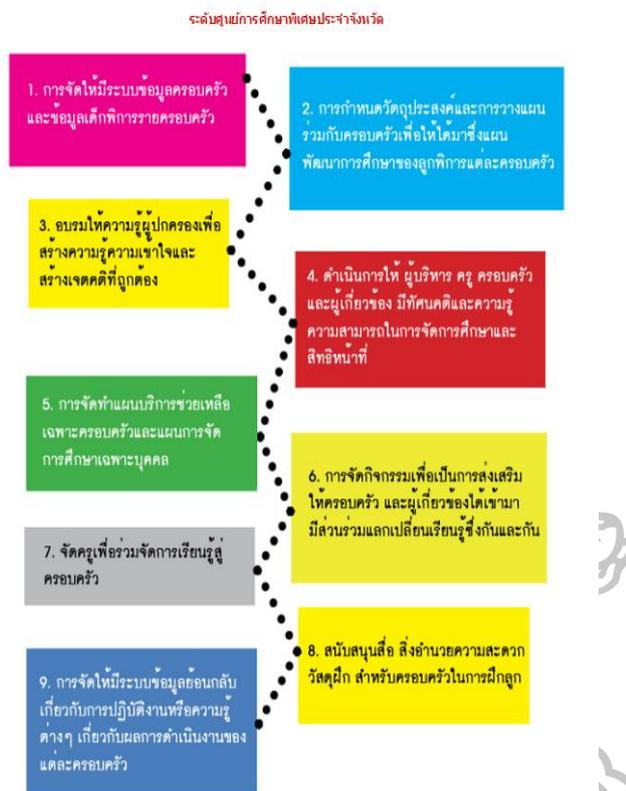 ระดับศูนย์การศึกษาพิเศษประจำจังหวัด
1. การจัดให้มีระบบข้อมูลครอบครัว
และข้อมูลเด็กพิการรายครอบครัว
2. การกำหนดวัตถุประสงค์และการวางแผน
ร่วมกับครอบครัวเพื่อให้ได้มาซึ่งแผน
พัฒนาการศึกษาของลูกพิการแต่ละครอบครัว
3. อบรมให้ความรู้ผู้ปกครองเพื่อ
สร้างความรู้ความเข้าใจและ
สร้างเจตคติที่ถูกต้อง
4. ดำเนินการให้ ผู้บริหาร ครู ครอบครัว
และผู้เกี่ยวข้อง มีทัศนคติและความรู้
ความสามารถในการจัดการศึกษาและ
สิทธิหน้าที่
5. การจัดทำแผนบริการช่วยเหลือ
เฉพาะครอบครัวและแผนการจัด
การศึกษาเฉพาะบุคคล
6. การจัดกิจกรรมเพื่อเป็นการส่งเสริม
ให้ครอบครัว และผู้เกี่ยวข้องได้เข้ามา
มีส่วนร่วมแลกเปลี่ยนเรียนรู้ซึ่งกันและกัน
7. จัดครูเพื่อร่วมจัดการเรียนรู้สู่
ครอบครัว
8. สนับสนุนสื่อ สิ่งอำนวยความสะดวก
วัสดุฝึก สำหรับครอบครัวในการฝึกลูก
9. การจัดให้มีระบบข้อมูลย้อนกลับ
เกี่ยวกับการปฏิบัติงานหรือความรู้
ต่างๆ เกี่ยวกับผลการดำเนินงานของ
แต่ละครอบครัว